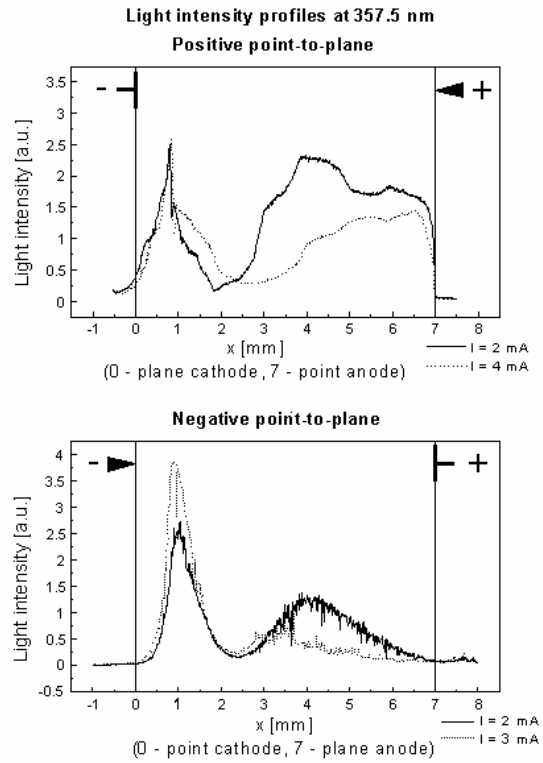 Light intensity profiles at 357.5 nm
Positive point-to-plane
3.5
3
2.5
2
1.5
1
0.5
0
Light intensity [a.u.]
- +
-1 0 1 2 3 4 5 6 7 8
x [mm]
(0 - plane cathode, 7 - point anode)
I = 2 mA
I = 4 mA
Negative point-to-plane
4
3.5
3
2.5
2
1.5
1
0.5
0
-0.5
Light intensity [a.u.]
- +
-1 0 1 2 3 4 5 6 7 8
x [mm]
(0 - point cathode, 7 - plane anode)
I = 2 mA
I = 3 mA